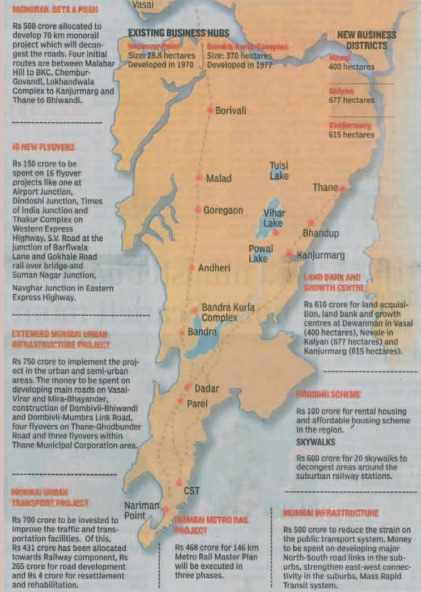 MONORAIL GETS A PUSH
Rs 500 crore allocated to
develop 70 km monorail
project which will decon-
gest the roads. Four initial
routes are between Malabar
Hill to BKC, Chembur-
Govandi, Lokhandwala
Complex to Kanjurmarg and
Thane to Bhiwandi.
16 NEW FLYOVERS
Rs 150 crore to be
spent on 16 flyover
projects like one at
Airport Junction,
Dindoshi Junction, Times
of India Junction and
Thakur Complex on
Western Express
Highway, S.V. Road at the
junction of Barfiwala
Lane and Gokhale Road
rail over bridge and
Suman Nagar Junction,
Navghar Junction in Eastern
Express Highway.
EXTENDED MUMBAI URBAN
INFRASTRUCTURE PROJECT
Rs 750 crore to implement the proj-
ect in the urban and semi-urban
areas. The money to be spent on
developing main roads on Vasai-
Virar and Mira-Bhayander,
construction of Dombivli-Bhiwandi
and Dombivli-Mumbra Link Road,
four flyovers on Thane-Ghodbunder
Road and three flyovers within
Thane Municipal Corporation area.
MUMBAI URBAN
TRANSPORT PROJECT
Rs 700 crore to be invested to
improve the traffic and trans-
portation facilities. Of this,
Rs 431 crore has been allocated
towards Railway component, Rs
265 crore for road development
and Rs 4 crore for resettlement
and rehabilitation.
Vasai
EXISTING BUSINESS HUBS
Nariman Point
Size: 28.8 hectares
Developed in 1970
Bandra Kurla Complex
Size: 370 hectares
Developed in 1977
NEW BUSINESS
DISTRICTS
Vasai
400 hectares
Kalyan
677 hectares
Kanjurmarg
615 hectares
Borivali
Malad
Tulsi
Lake
Thane
Goregaon
Vihar
Lake
Bhandup
Powai
Lake
Kanjurmarg
Andheri
Bandra Kurla
Complex
Bandra
Dadar
Parel
CST
Nariman
Point
LAND BANK AND
GROWTH CENTRE
Rs 610 crore for land acquisi-
tion, land bank and growth
centres at Dewanman in Vasai
(400 hectares), Nevale in
Kalyan (677 hectares) and
Kanjurmarg (615 hectares).
HOUSING SCHEME
Rs 100 crore for rental housing
and affordable housing scheme
in the region.
SKYWALKS
Rs 600 crore for 20 skywalks to
decongest areas around the
suburban railway stations.
MUMBAI METRO RAIL
PROJECT
Rs 468 crore for 146 km
Metro Rail Master Plan
will be executed in
three phases.
MUMBAI INFRASTRUCTURE
Rs 500 crore to reduce the strain on
the public transport system. Money
to be spent on developing major
North-South road links in the sub-
urbs, strengthen east-west connec-
tivity in the suburbs, Mass Rapid
Transit system.